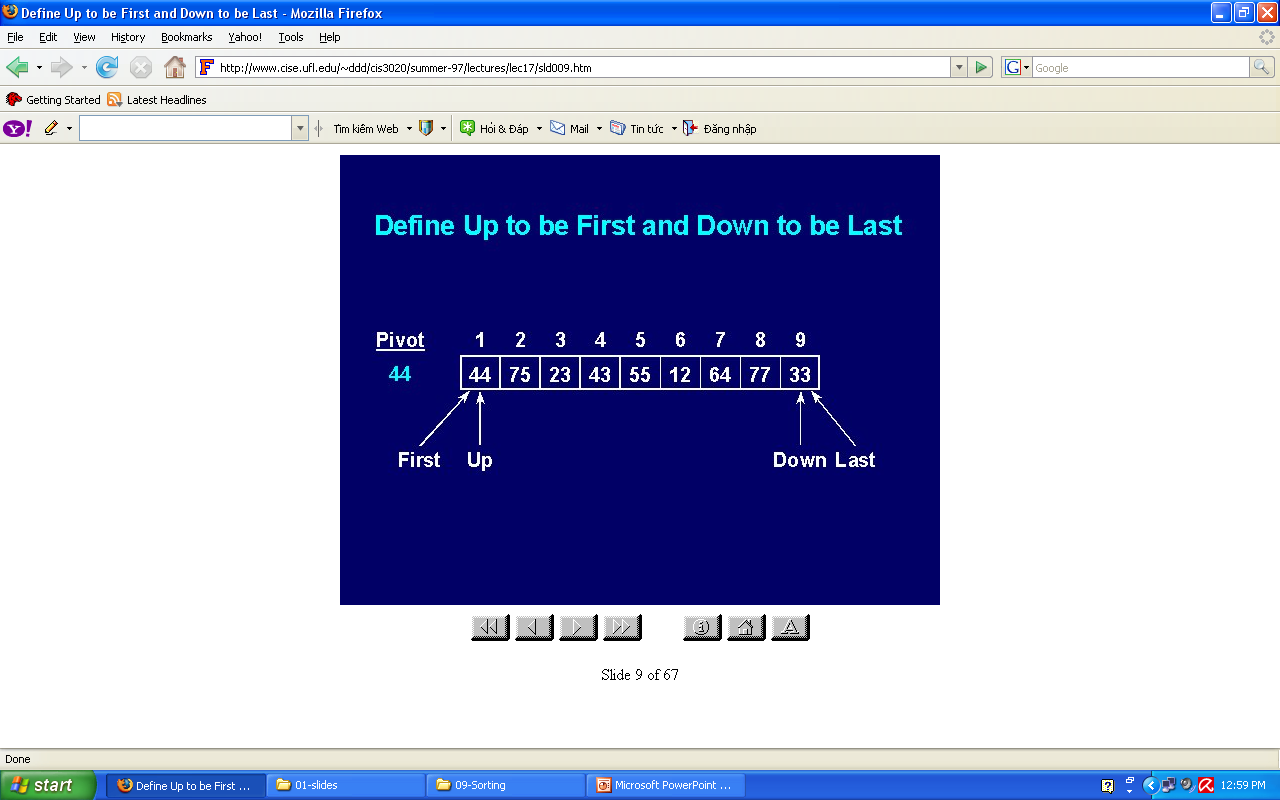 Define Up to be First and Down to be Last - Mozilla Firefox
File Edit View History Bookmarks Yahoo! Tools Help
http://www.cise.ufl.edu/~ddd/cis3020/summer-97/lectures/lec17/sld009.htm
G Google
Getting Started Latest Headlines
Y! Tìm kiếm Web Hỏi & Đáp Mail Tin tức Đăng nhập
Define Up to be First and Down to be Last
Pivot 1 2 3 4 5 6 7 8 9
44 44 75 23 43 55 12 64 77 33
First Up Down Last
Slide 9 of 67
Done
start Define Up to be First ... 01-slides 09-Sorting Microsoft PowerPoint ... 12:59 PM